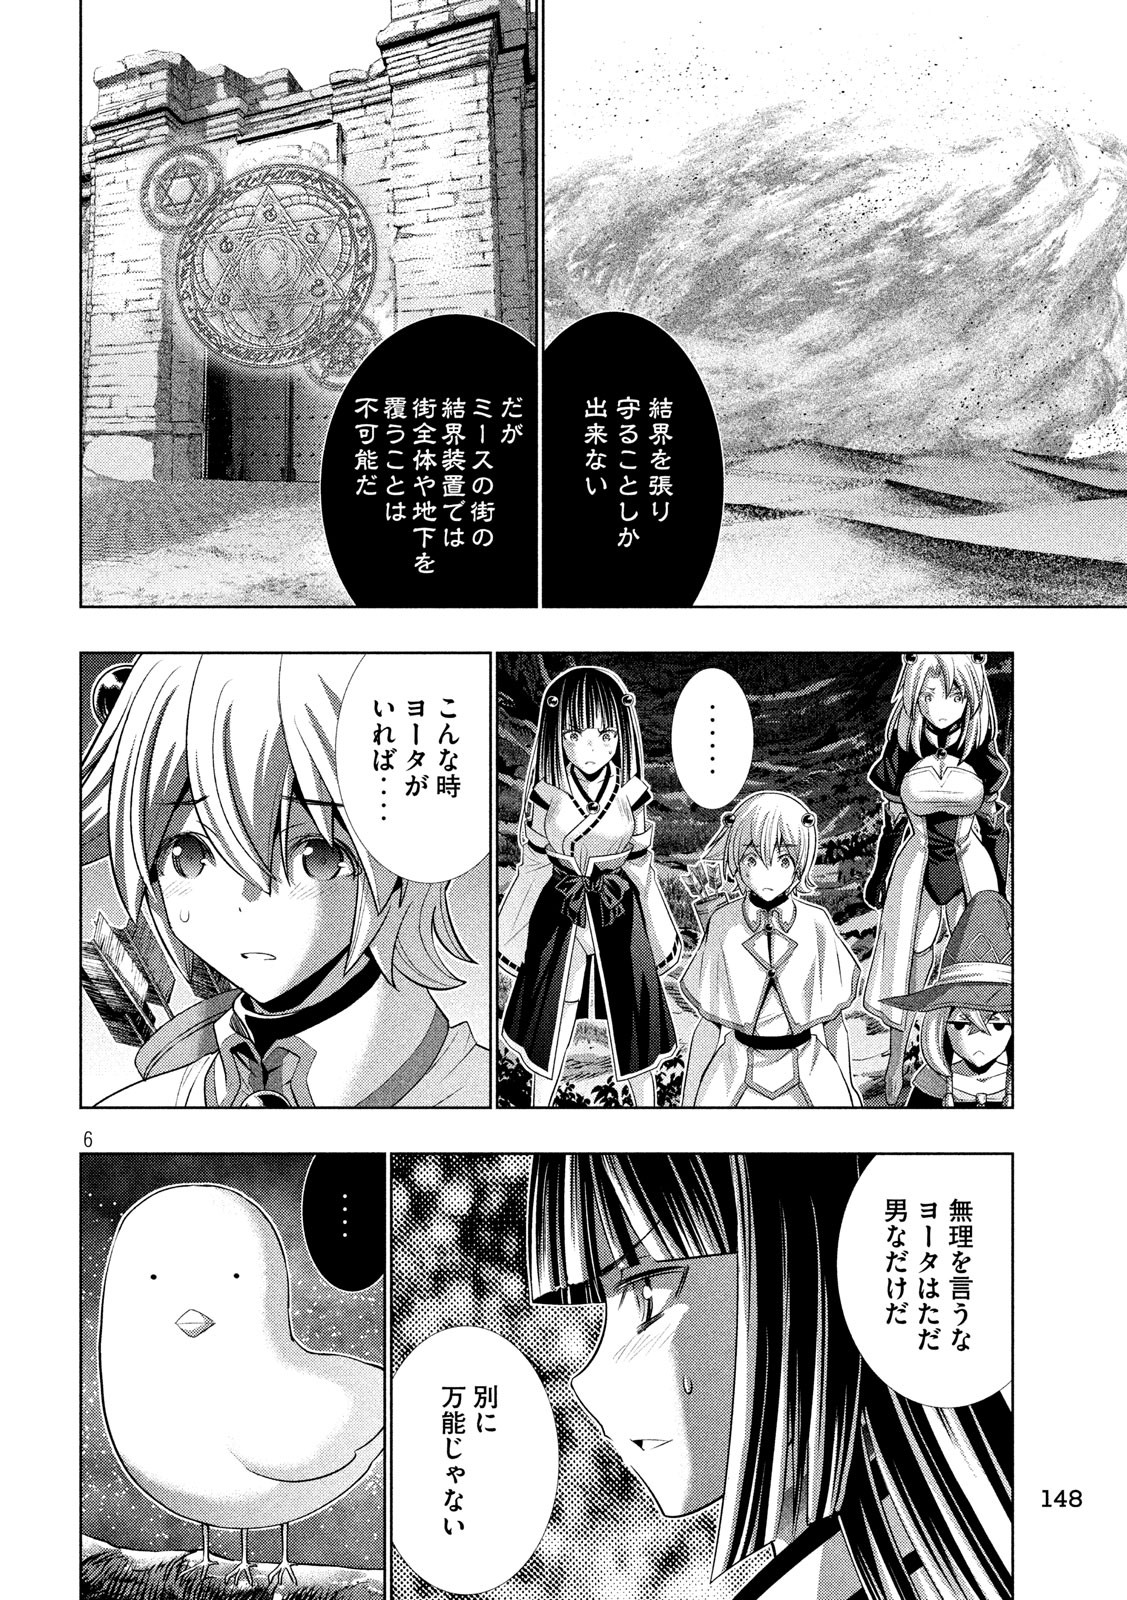 結界を張り
守ることしか
出来ない
だが
ミースの街の
結界装置では
街全体や地下を
覆うことは
不可能だ
‥‥‥
こんな時
ヨータが
いれば‥‥
無理を言うな
ヨータはただ
男なだけだ
別に
万能じゃない
‥‥
6
148